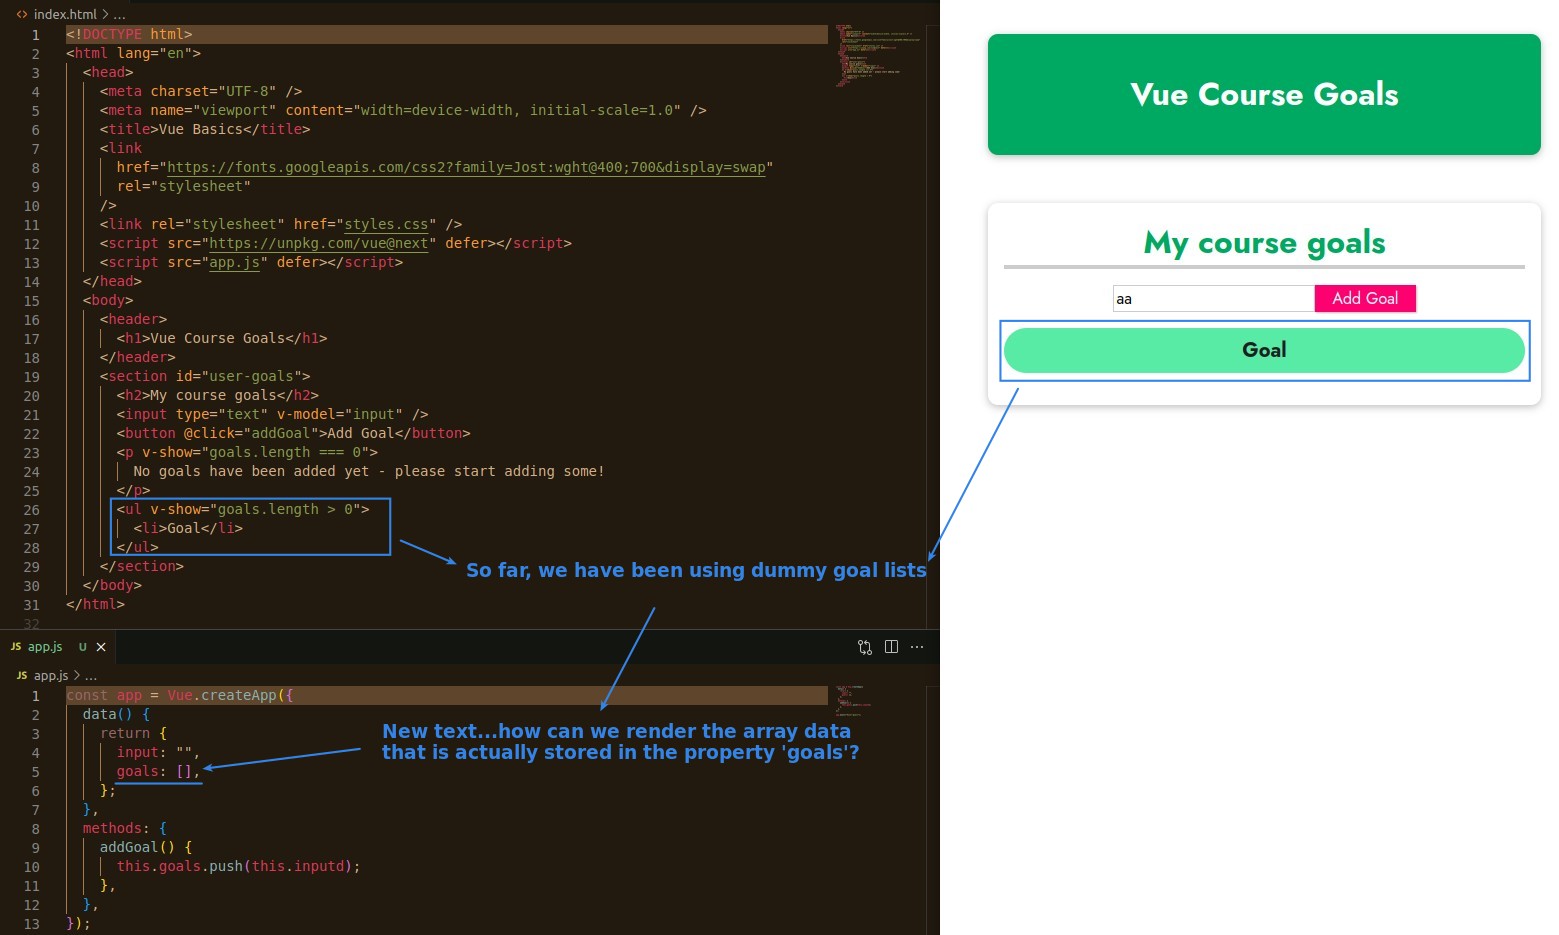 index.html > ...
1 <!DOCTYPE html>
2 <html lang="en">
3 <head>
4 <meta charset="UTF-8" />
5 <meta name="viewport" content="width=device-width, initial-scale=1.0" />
6 <title>Vue Basics</title>
7 <link
8 href="https://fonts.googleapis.com/css2?family=Jost:wght@400;700&display=swap"
9 rel="stylesheet"
10 />
11 <link rel="stylesheet" href="styles.css" />
12 <script src="https://unpkg.com/vue@next" defer></script>
13 <script src="app.js" defer></script>
14 </head>
15 <body>
16 <header>
17 <h1>Vue Course Goals</h1>
18 </header>
19 <section id="user-goals">
20 <h2>My course goals</h2>
21 <input type="text" v-model="input" />
22 <button @click="addGoal">Add Goal</button>
23 <p v-show="goals.length === 0">
24 No goals have been added yet - please start adding some!
25 </p>
26 <ul v-show="goals.length > 0">
27 <li>Goal</li>
28 </ul>
29 </section>
30 </body>
31 </html>
32
So far, we have been using dummy goal lists
JS app.js U
JS app.js > ...
1 const app = Vue.createApp({
2 data() {
3 return {
4 input: "",
5 goals: [],
6 };
7 },
8 methods: {
9 addGoal() {
10 this.goals.push(this.inputd);
11 },
12 },
13 });
New text...how can we render the array data
that is actually stored in the property 'goals'?
Vue Course Goals
My course goals
aa
Add Goal
Goal